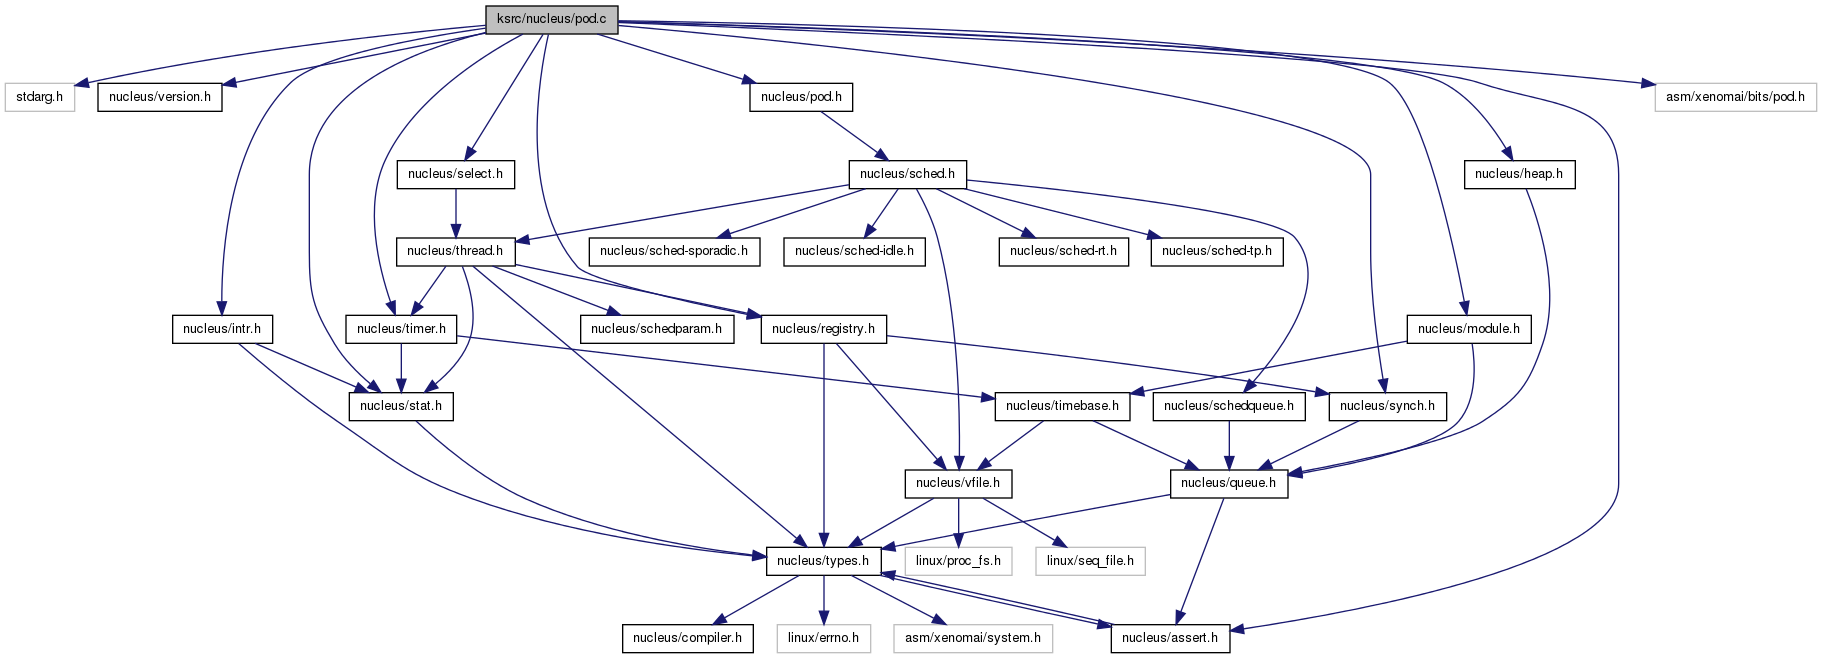 ksrc/nucleus/pod.c
stdarg.h
nucleus/version.h
nucleus/pod.h
asm/xenomai/bits/pod.h
nucleus/select.h
nucleus/sched.h
nucleus/heap.h
nucleus/thread.h
nucleus/sched-sporadic.h
nucleus/sched-idle.h
nucleus/sched-rt.h
nucleus/sched-tp.h
nucleus/intr.h
nucleus/timer.h
nucleus/schedparam.h
nucleus/registry.h
nucleus/module.h
nucleus/stat.h
nucleus/timebase.h
nucleus/schedqueue.h
nucleus/synch.h
nucleus/vfile.h
nucleus/queue.h
nucleus/types.h
linux/proc_fs.h
linux/seq_file.h
nucleus/compiler.h
linux/errno.h
asm/xenomai/system.h
nucleus/assert.h